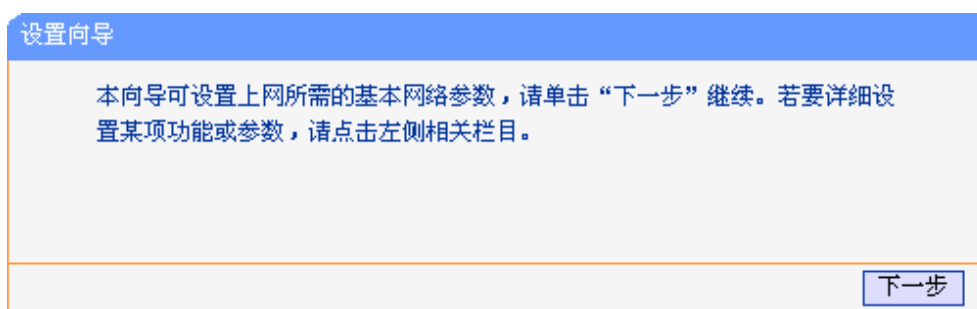 设置向导
本向导可设置上网所需的基本网络参数，请单击“下一步”继续。若要详细设
置某项功能或参数，请点击左侧相关栏目。
下一步